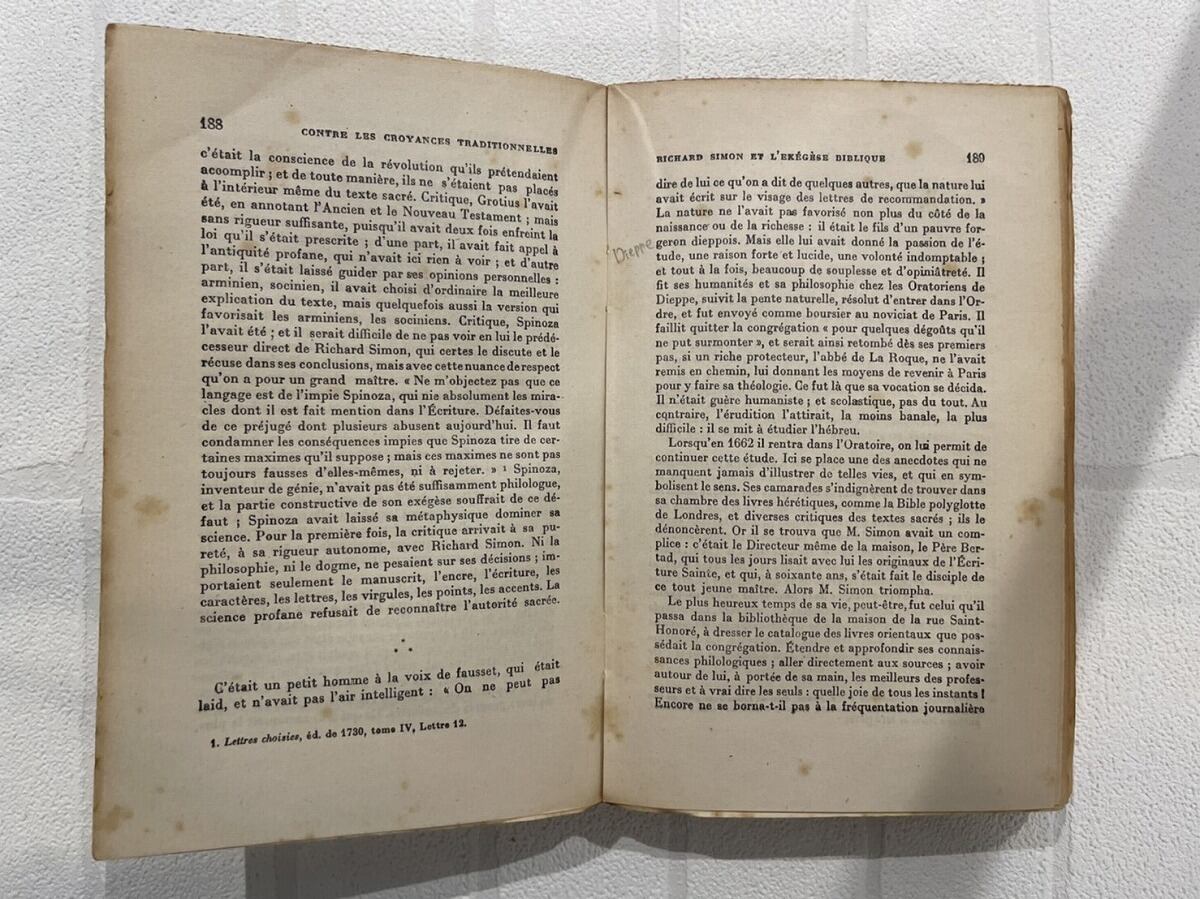 188
CONTRE LES CROYANCES TRADITIONNELLES
c'était la conscience de la révolution qu'ils prétendaient
accomplir ; et de toute manière, ils ne s'étaient pas placés
à l'intérieur même du texte sacré. Critique, Grotius l'avait
été, en annotant l'Ancien et le Nouveau Testament ; mais
sans rigueur suffisante, puisqu'il avait deux fois enfreint la
loi qu'il s'était prescrite ; d'une part, il avait fait appel à
l'antiquité profane, qui n'avait ici rien à voir ; et d'autre
part, il s'était laissé guider par ses opinions personnelles :
arminien, socinien, il avait choisi d'ordinaire la meilleure
explication du texte, mais quelquefois aussi la version qui
favorisait les arminiens, les sociniens. Critique, Spinoza
l'avait été ; et il serait difficile de ne pas voir en lui le prédé-
cesseur direct de Richard Simon, qui certes le discute et le
récuse dans ses conclusions, mais avec cette nuance de respect
qu'on a pour un grand maître. « Ne m'objectez pas que ce
langage est de l'impie Spinoza, qui nie absolument les mira-
cles dont il est fait mention dans l'Écriture. Défaites-vous
de ce préjugé dont plusieurs abusent aujourd'hui. Il faut
condamner les conséquences impies que Spinoza tire de cer-
taines maximes qu'il suppose ; mais ces maximes ne sont pas
toujours fausses d'elles-mêmes, ni à rejeter. » 1 Spinoza,
inventeur de génie, n'avait pas été suffisamment philologue,
et la partie constructive de son exégèse souffrait de ce dé-
faut ; Spinoza avait laissé sa métaphysique dominer sa
science. Pour la première fois, la critique arrivait à sa pu-
reté, à sa rigueur autonome, avec Richard Simon. Ni la
philosophie, ni le dogme, ne pesaient sur ses décisions ; im-
portaient seulement le manuscrit, l'encre, l'écriture, les
caractères, les lettres, les virgules, les points, les accents. La
science profane refusait de reconnaître l'autorité sacrée.
C'était un petit homme à la voix de fausset, qui était
laid, et n'avait pas l'air intelligent : « On ne peut pas
1. Lettres choisies, éd. de 1730, tome IV, Lettre 12.
RICHARD SIMON ET L'EXÉGÈSE BIBLIQUE 189
dire de lui ce qu'on a dit de quelques autres, que la nature lui
avait écrit sur le visage des lettres de recommandation. »
La nature ne l'avait pas favorisé non plus du côté de la
naissance ou de la richesse : il était le fils d'un pauvre for-
Dieppe
geron dieppois. Mais elle lui avait donné la passion de l'é-
tude, une raison forte et lucide, une volonté indomptable ;
et tout à la fois, beaucoup de souplesse et d'opiniâtreté. Il
fit ses humanités et sa philosophie chez les Oratoriens de
Dieppe, suivit la pente naturelle, résolut d'entrer dans l'Or-
dre, et fut envoyé comme boursier au noviciat de Paris. Il
faillit quitter la congrégation « pour quelques dégoûts qu'il
ne put surmonter », et serait ainsi retombé dès ses premiers
pas, si un riche protecteur, l'abbé de La Roque, ne l'avait
remis en chemin, lui donnant les moyens de revenir à Paris
pour y faire sa théologie. Ce fut là que sa vocation se décida.
Il n'était guère humaniste ; et scolastique, pas du tout. Au
contraire, l'érudition l'attirait, la moins banale, la plus
difficile : il se mit à étudier l'hébreu.
Lorsqu'en 1662 il rentra dans l'Oratoire, on lui permit de
continuer cette étude. Ici se place une des anecdotes qui ne
manquent jamais d'illustrer de telles vies, et qui en sym-
bolisent le sens. Ses camarades s'indignèrent de trouver dans
sa chambre des livres hérétiques, comme la Bible polyglotte
de Londres, et diverses critiques des textes sacrés ; ils le
dénoncèrent. Or il se trouva que M. Simon avait un com-
plice : c'était le Directeur même de la maison, le Père Ber-
tad, qui tous les jours lisait avec lui les originaux de l'Écri-
ture Sainte, et qui, à soixante ans, s'était fait le disciple de
ce tout jeune maître. Alors M. Simon triompha.
Le plus heureux temps de sa vie, peut-être, fut celui qu'il
passa dans la bibliothèque de la maison de la rue Saint-
Honoré, à dresser le catalogue des livres orientaux que pos-
sédait la congrégation. Étendre et approfondir ses connais-
sances philologiques ; aller directement aux sources ; avoir
autour de lui, à portée de sa main, les meilleurs des profes-
seurs et à vrai dire les seuls : quelle joie de tous les instants !
Encore ne se borna-t-il pas à la fréquentation journalière